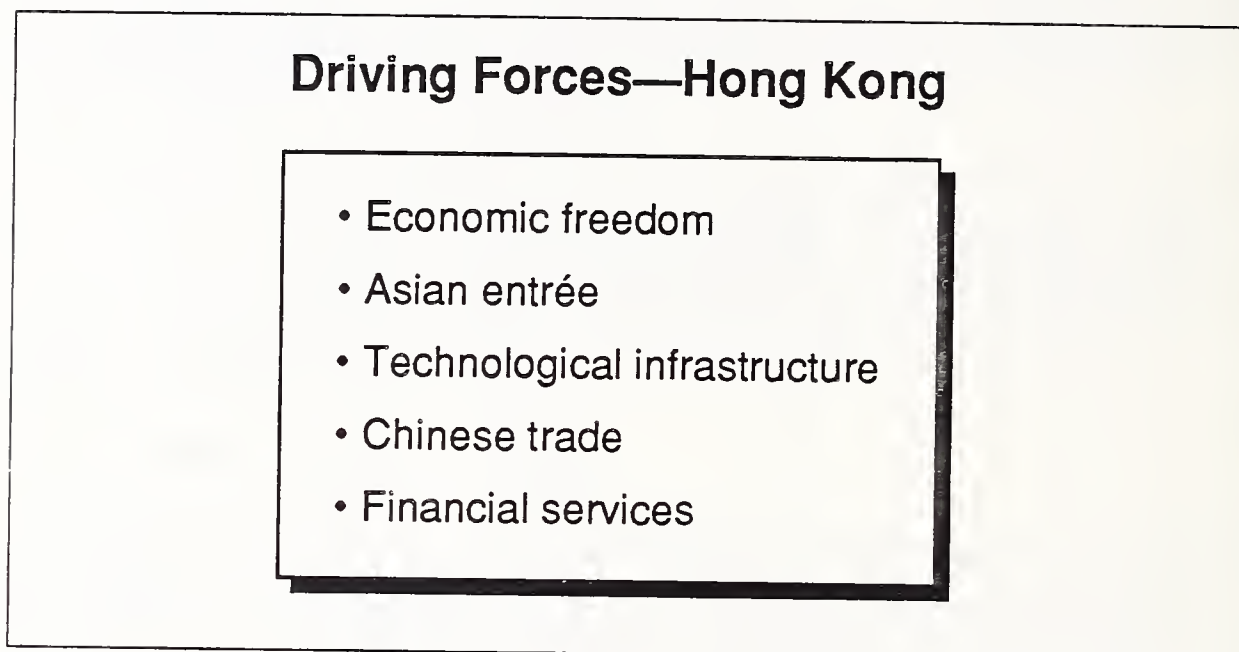 Driving Forces—Hong Kong
• Economic freedom
• Asian entrée
• Technological infrastructure
• Chinese trade
• Financial services